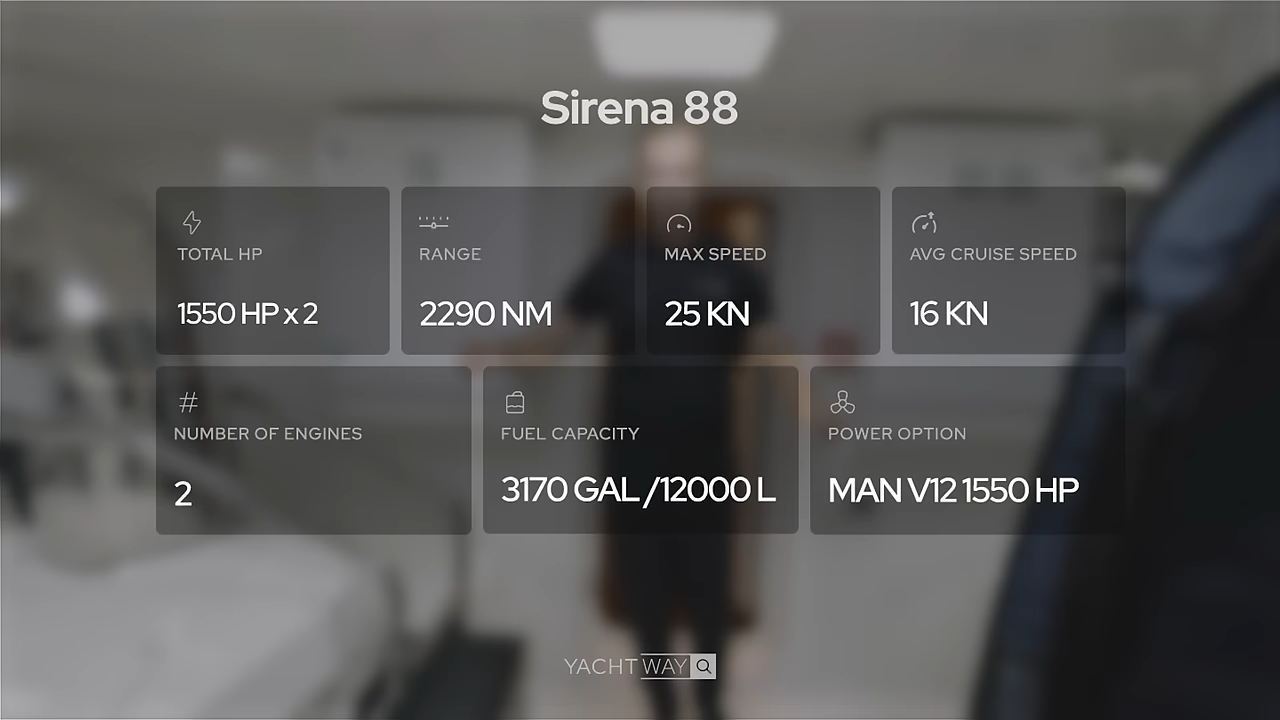 Sirena 88
TOTAL HP
1550 HP x 2
RANGE
2290 NM
MAX SPEED
25 KN
AVG CRUISE SPEED
16 KN
#
NUMBER OF ENGINES
2
FUEL CAPACITY
3170 GAL /12000 L
POWER OPTION
MAN V12 1550 HP
YACHTWAY